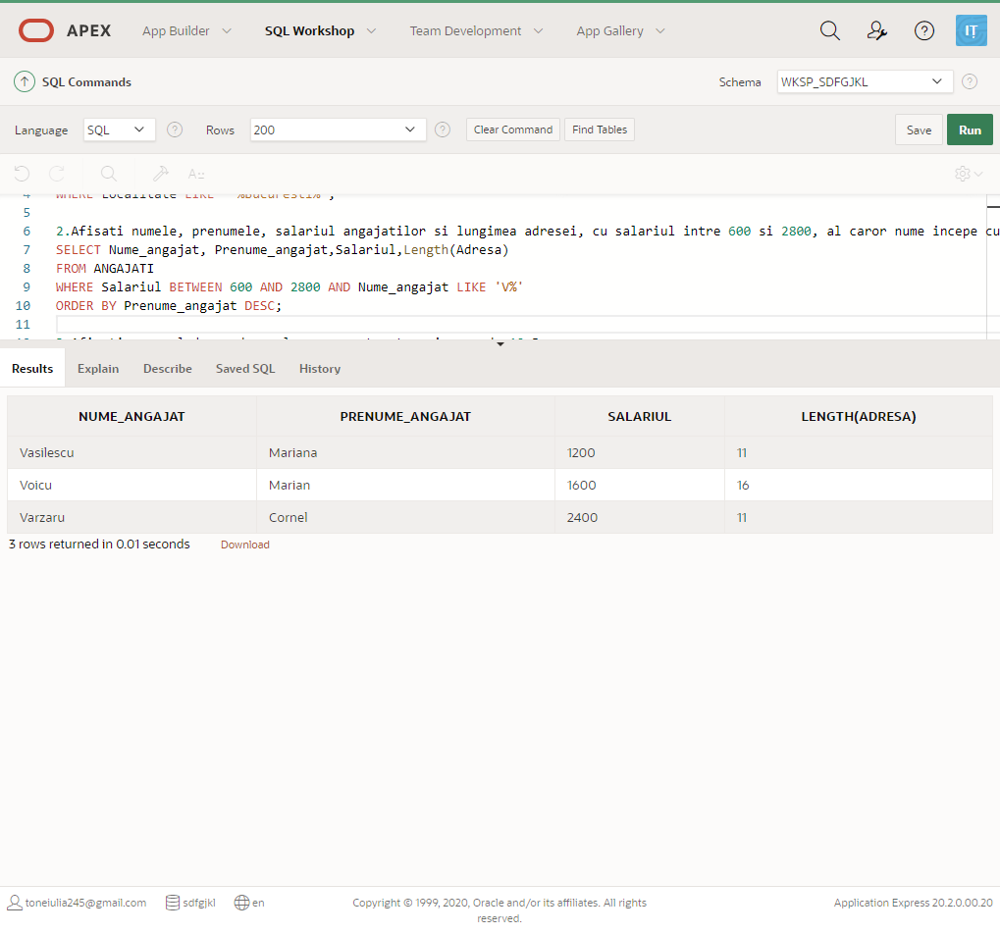 APEX App Builder SQL Workshop Team Development App Gallery IT
SQL Commands Schema WKSP_SDFGJKL
Language SQL Rows 200 Clear Command Find Tables Save Run
4 WHERE Localitate LIKE '%bucuresti%';
5
6 2.Afisati numele, prenumele, salariul angajatilor si lungimea adresei, cu salariul intre 600 si 2800, al caror nume incepe cu
7 SELECT Nume_angajat, Prenume_angajat,Salariul,Length(Adresa)
8 FROM ANGAJATI
9 WHERE Salariul BETWEEN 600 AND 2800 AND Nume_angajat LIKE 'V%'
10 ORDER BY Prenume_angajat DESC;
11
Results Explain Describe Saved SQL History
NUME_ANGAJAT PRENUME_ANGAJAT SALARIUL LENGTH(ADRESA)
Vasilescu Mariana 1200 11
Voicu Marian 1600 16
Varzaru Cornel 2400 11
3 rows returned in 0.01 seconds Download
toneiulia245@gmail.com sdfgjkl en Copyright © 1999, 2020, Oracle and/or its affiliates. All rights reserved. Application Express 20.2.0.00.20